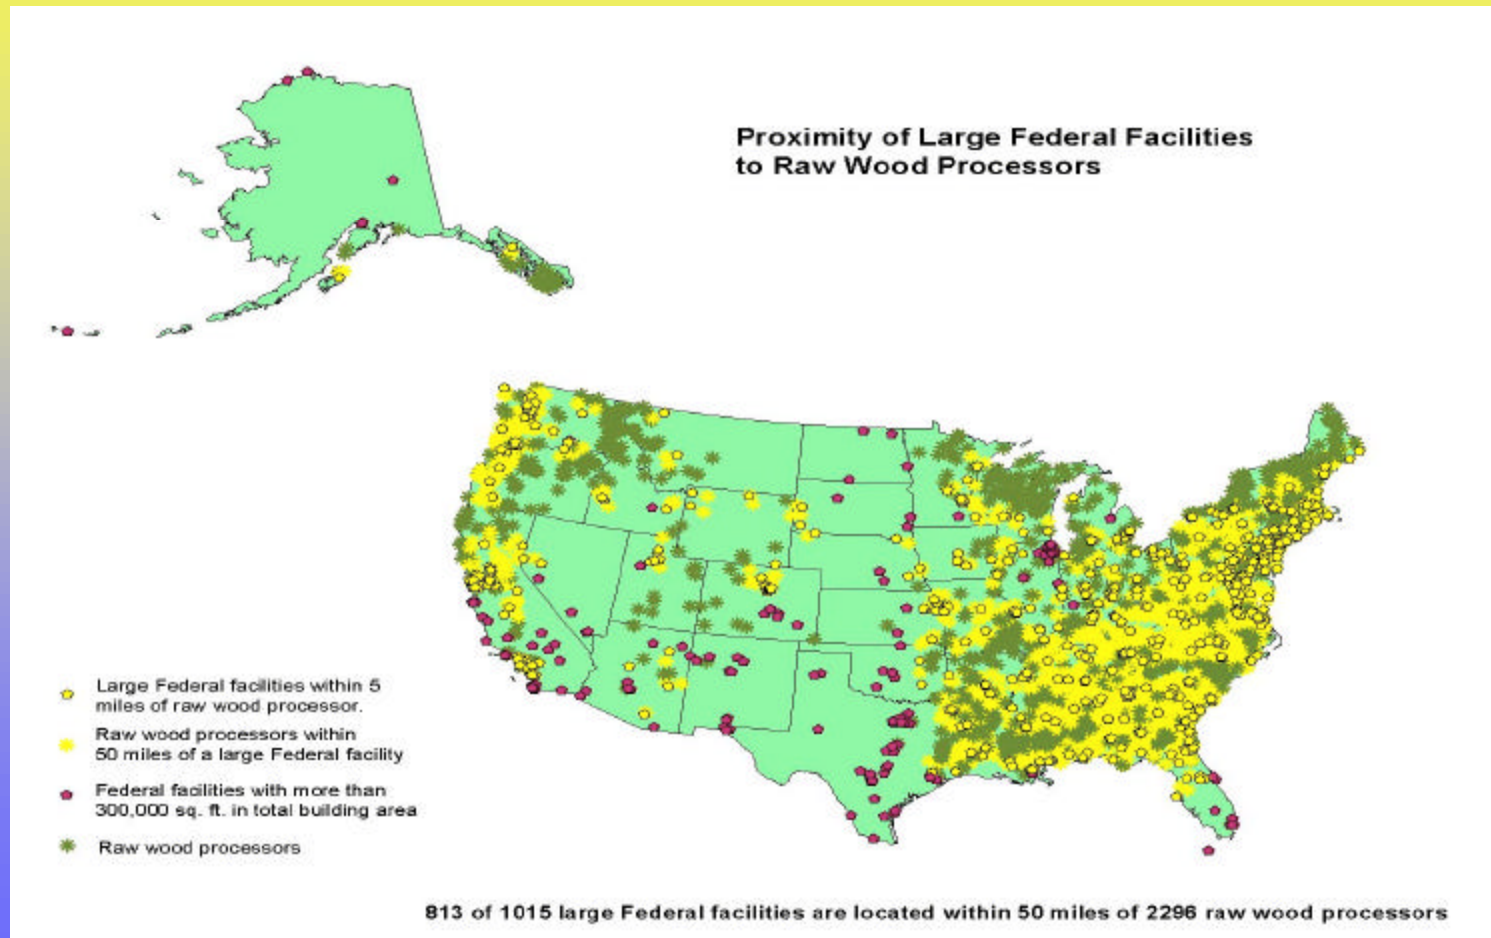 Proximity of Large Federal Facilities
to Raw Wood Processors
Large Federal facilities within 5
miles of raw wood processor.
Raw wood processors within
50 miles of a large Federal facility
Federal facilities with more than
300,000 sq. ft. in total building area
Raw wood processors
813 of 1015 large Federal facilities are located within 50 miles of 2296 raw wood processors